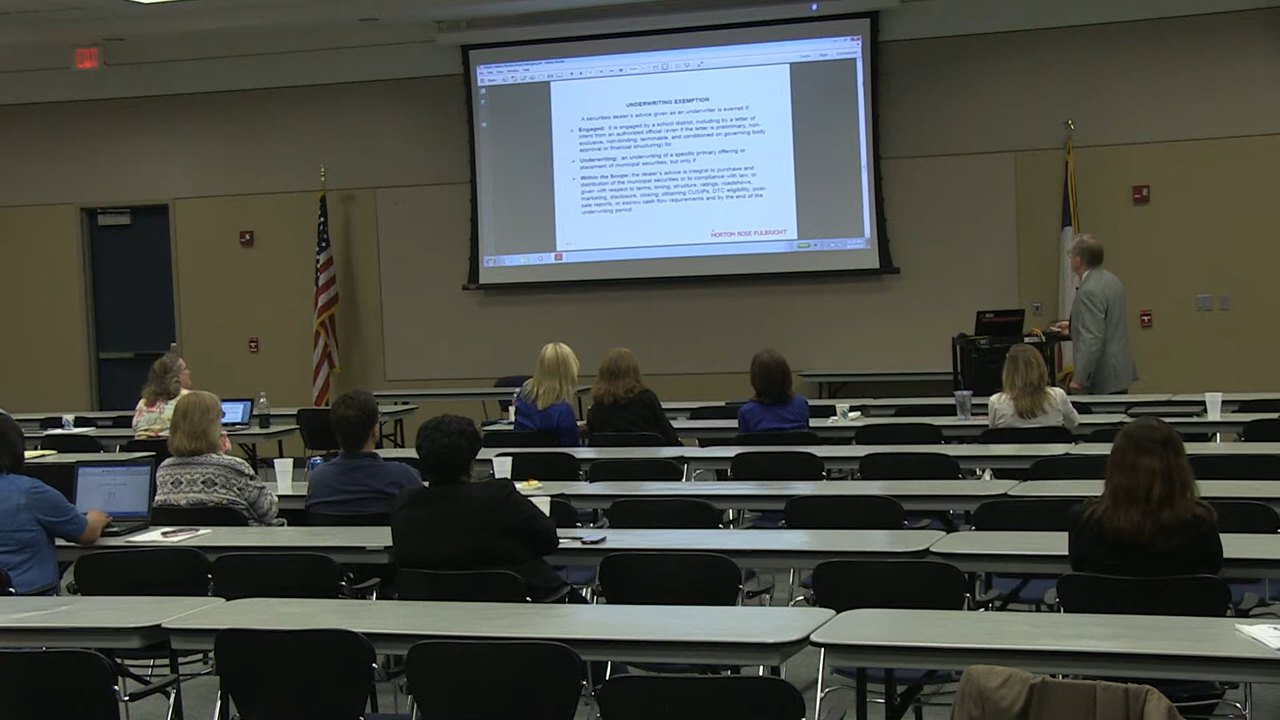 EXIT
UNDERWRITING EXEMPTION
A securities dealer's advice given as an underwriter is exempt if:
Engaged: It is engaged by a school district, including by a letter of
intent from an authorized official (even if the letter is preliminary, non-
exclusive, non-binding, terminable, and conditioned on governing body
approval or financial structuring) for
Underwriting: an underwriting of a specific primary offering or
placement of municipal securities, but only if
Within the Scope: the dealer's advice is integral to purchase and
distribution of the municipal securities or to compliance with law, or
given with respect to terms, timing, structure, ratings, roadshows,
marketing, disclosure, closing, obtaining CUSIPs, DTC eligibility, post-
sale reports, or escrow cash flow requirements and by the end of the
underwriting period.
NORTON ROSE FULBRIGHT